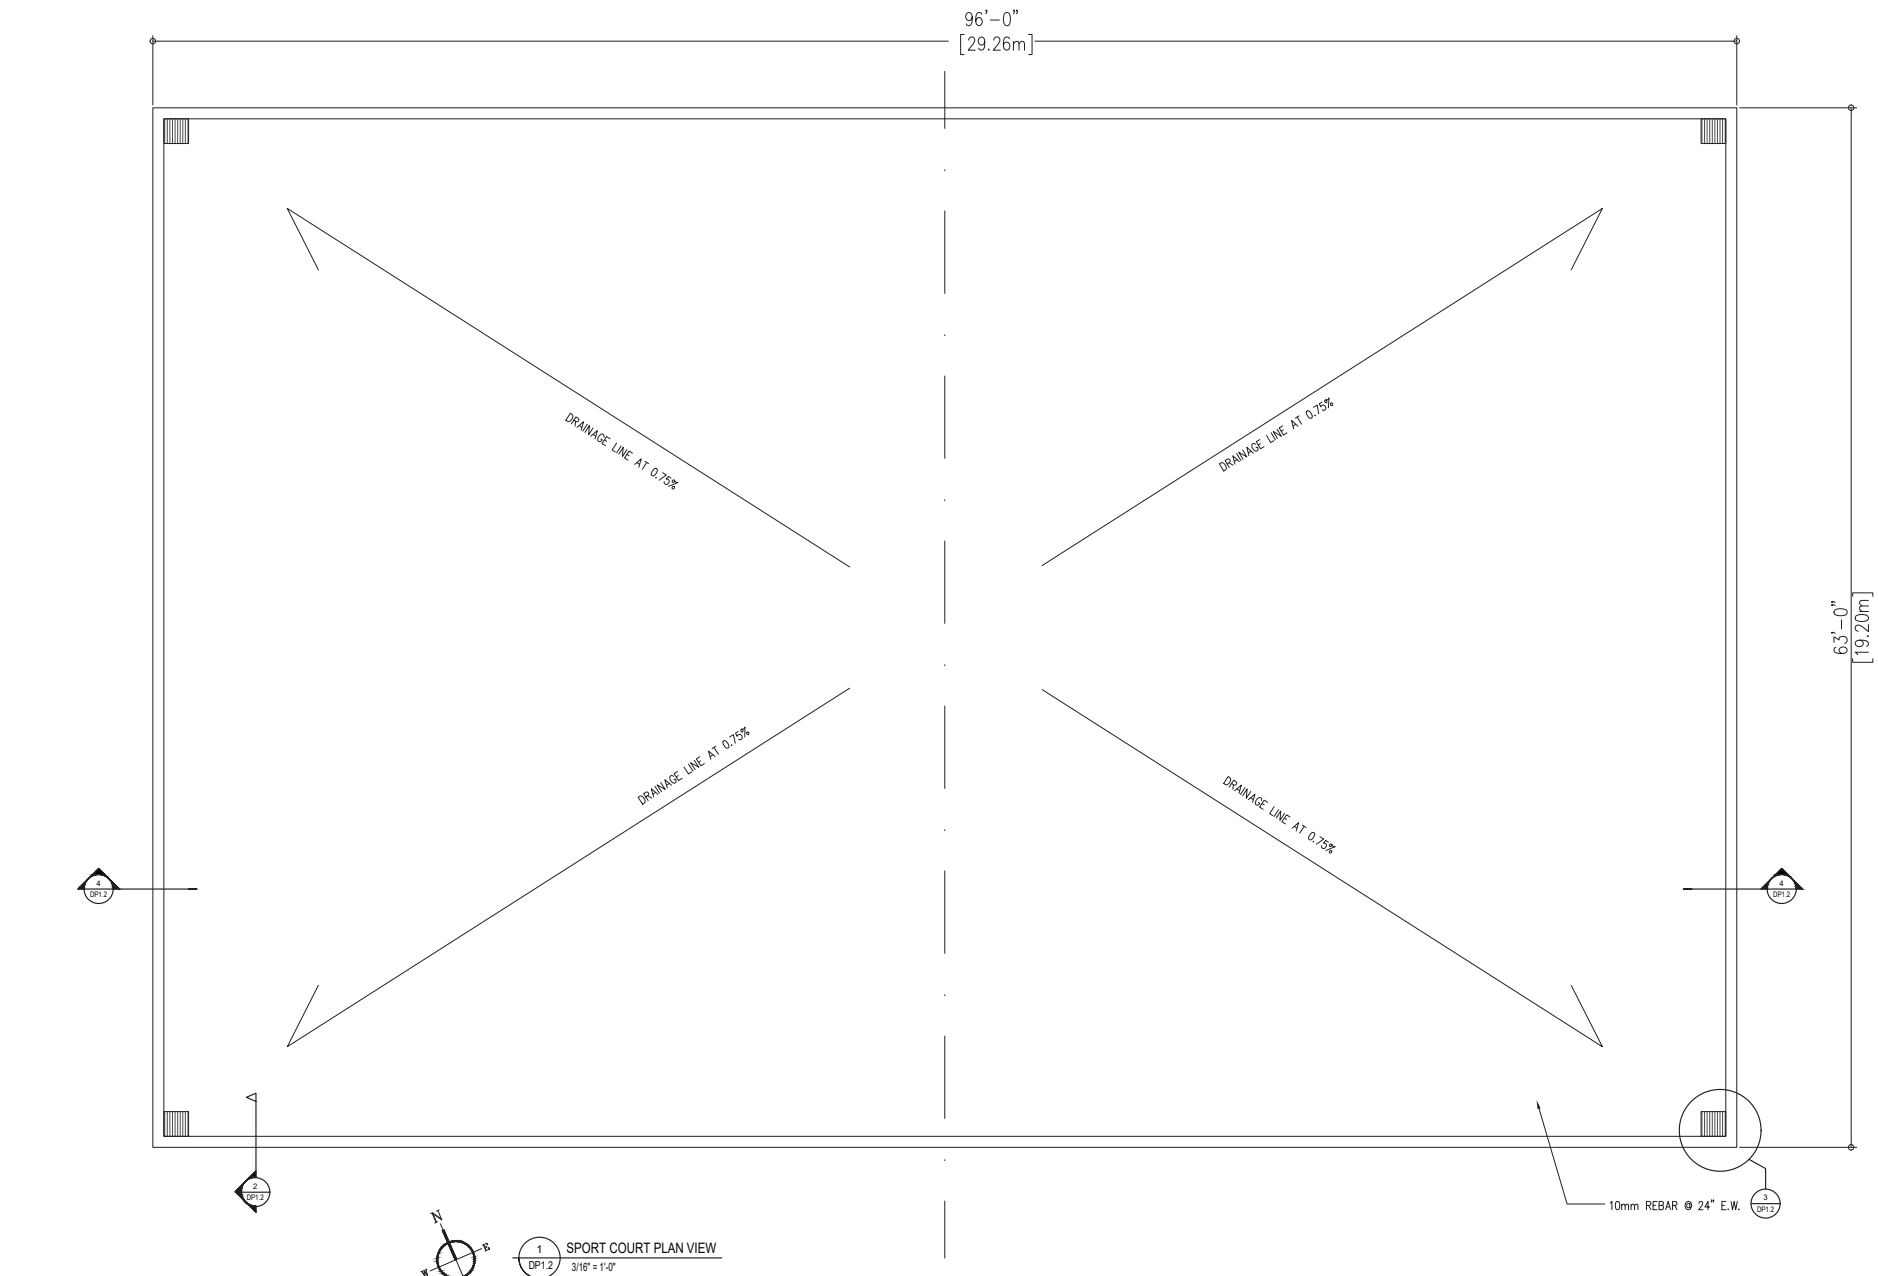 96'-0"
[29.26m]
DRAINAGE LINE AT 0.75%
DRAINAGE LINE AT 0.75%
63'-0"
[19.20m]
DRAINAGE LINE AT 0.75%
DRAINAGE LINE AT 0.75%
4
DP1.2
4
DP1.2
2
DP1.2
10mm REBAR @ 24" E.W.
3
DP1.2
N
E
W
1
DP1.2
SPORT COURT PLAN VIEW
3/16" = 1'-0"